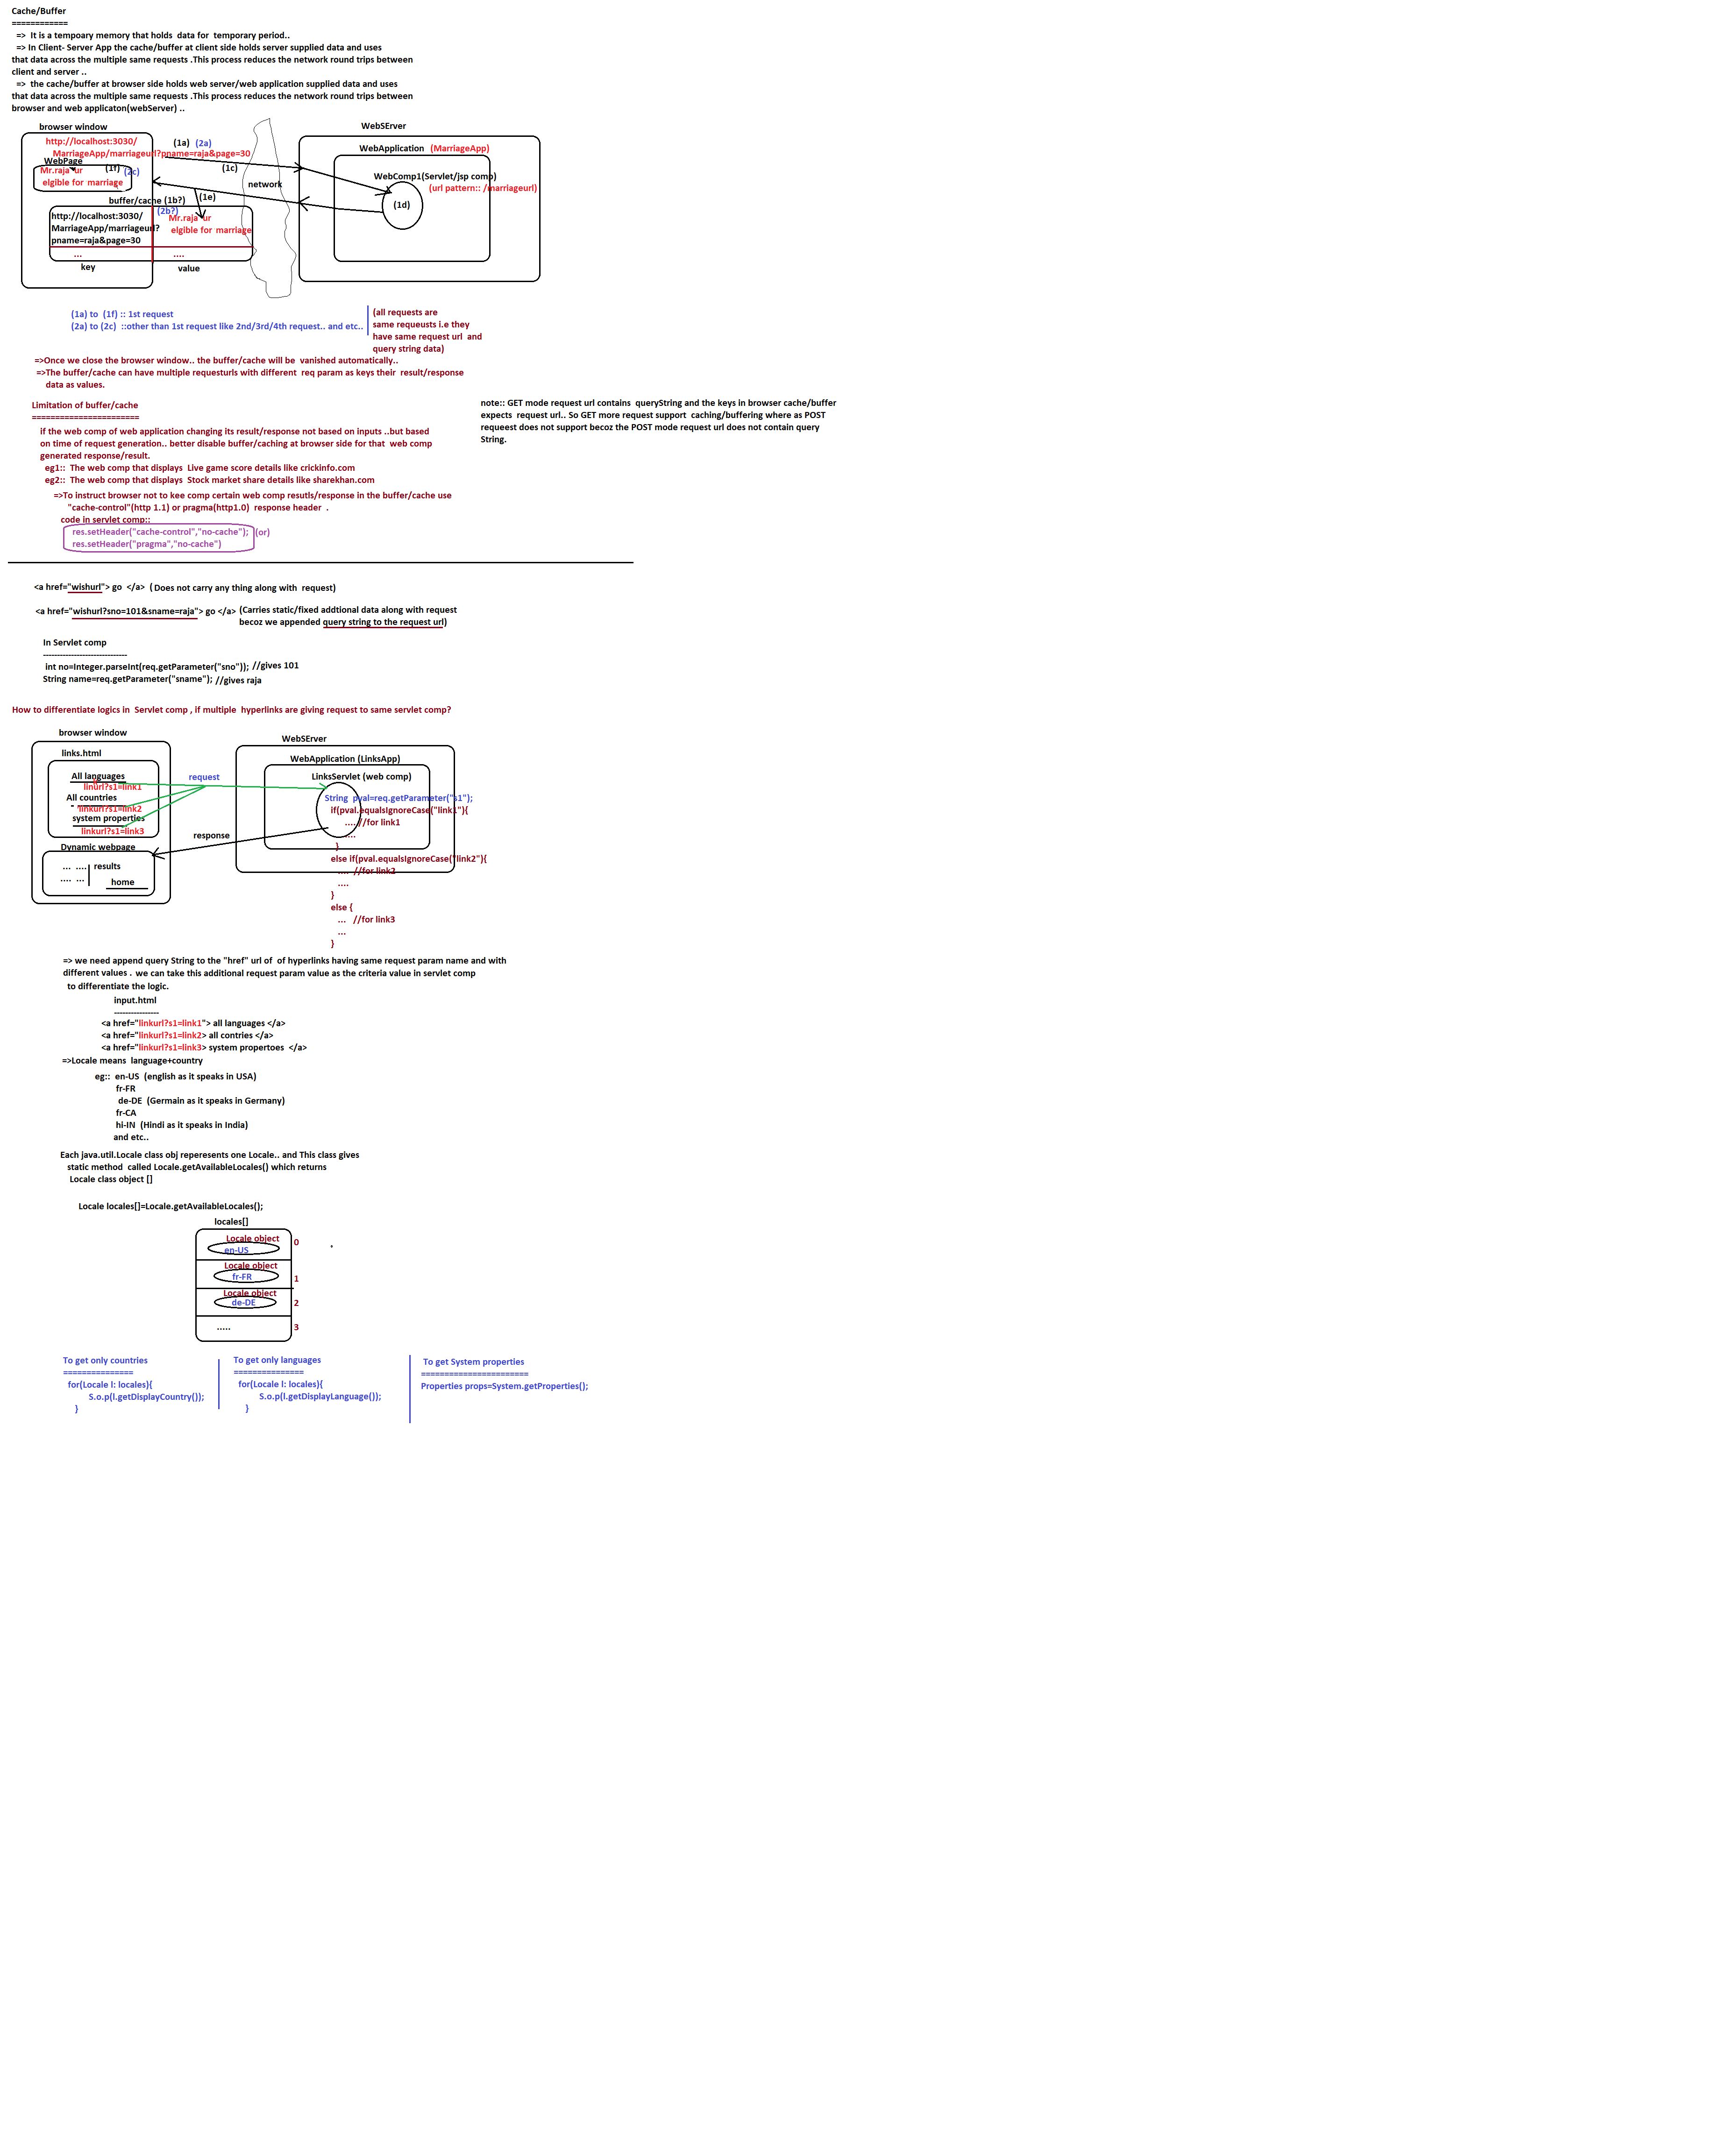 Cache/Buffer
============
=> It is a tempoary memory that holds data for temporary period..
=> In Client- Server App the cache/buffer at client side holds server supplied data and uses
that data across the multiple same requests .This process reduces the network round trips between
client and server ..
=> the cache/buffer at browser side holds web server/web application supplied data and uses
that data across the multiple same requests .This process reduces the network round trips between
browser and web applicaton(webServer) ..
browser window
http://localhost:3030/
MarriageApp/marriageurl?pname=raja&page=30
WebPage
Mr.raja ur
elgible for marriage
(1f)
(2c)
(1a) (2a)
(1c)
network
(1e)
buffer/cache (1b?)
(2b?)
http://localhost:3030/
MarriageApp/marriageurl?
pname=raja&page=30
Mr.raja ur
elgible for marriage
... ....
key value
WebSErver
WebApplication (MarriageApp)
WebComp1(Servlet/jsp comp)
(url pattern:: /marriageurl)
(1d)
(1a) to (1f) :: 1st request
(2a) to (2c) ::other than 1st request like 2nd/3rd/4th request.. and etc..
(all requests are
same requeusts i.e they
have same request url and
query string data)
=>Once we close the browser window.. the buffer/cache will be vanished automatically..
=>The buffer/cache can have multiple requesturls with different req param as keys their result/response
data as values.
Limitation of buffer/cache
=======================
if the web comp of web application changing its result/response not based on inputs ..but based
on time of request generation.. better disable buffer/caching at browser side for that web comp
generated response/result.
eg1:: The web comp that displays Live game score details like crickinfo.com
eg2:: The web comp that displays Stock market share details like sharekhan.com
note:: GET mode request url contains queryString and the keys in browser cache/buffer
expects request url.. So GET more request support caching/buffering where as POST
requeest does not support becoz the POST mode request url does not contain query
String.
=>To instruct browser not to kee comp certain web comp resutls/response in the buffer/cache use
"cache-control"(http 1.1) or pragma(http1.0) response header .
code in servlet comp::
res.setHeader("cache-control","no-cache"); (or)
res.setHeader("pragma","no-cache")
<a href="wishurl"> go </a> ( Does not carry any thing along with request)
<a href="wishurl?sno=101&sname=raja"> go </a> (Carries static/fixed addtional data along with request
becoz we appended query string to the request url)
In Servlet comp
-----------------------------
int no=Integer.parseInt(req.getParameter("sno")); //gives 101
String name=req.getParameter("sname"); //gives raja
How to differentiate logics in Servlet comp , if multiple hyperlinks are giving request to same servlet comp?
browser window
links.html
All languages
linurl?s1=link1
All countries
linkurl?s1=link2
system properties
linkurl?s1=link3
Dynamic webpage
... .... results
.... ...
home
request
response
WebSErver
WebApplication (LinksApp)
LinksServlet (web comp)
String pval=req.getParameter("s1");
if(pval.equalsIgnoreCase("link1"){
.... //for link1
....
}
else if(pval.equalsIgnoreCase("link2"){
.... //for link2
....
}
else {
... //for link3
...
}
=> we need append query String to the "href" url of of hyperlinks having same request param name and with
different values . we can take this additional request param value as the criteria value in servlet comp
to differentiate the logic.
input.html
----------------
<a href="linkurl?s1=link1"> all languages </a>
<a href="linkurl?s1=link2> all contries </a>
<a href="linkurl?s1=link3> system propertoes </a>
=>Locale means language+country
eg:: en-US (english as it speaks in USA)
fr-FR
de-DE (Germain as it speaks in Germany)
fr-CA
hi-IN (Hindi as it speaks in India)
and etc..
Each java.util.Locale class obj reperesents one Locale.. and This class gives
static method called Locale.getAvailableLocales() which returns
Locale class object []
Locale locales[]=Locale.getAvailableLocales();
locales[]
Locale object
en-US
0
Locale object
fr-FR
1
Locale object
de-DE
2
.....
3
To get only countries
===============
for(Locale l: locales){
S.o.p(l.getDisplayCountry());
}
To get only languages
===============
for(Locale l: locales){
S.o.p(l.getDisplayLanguage());
}
To get System properties
=======================
Properties props=System.getProperties();